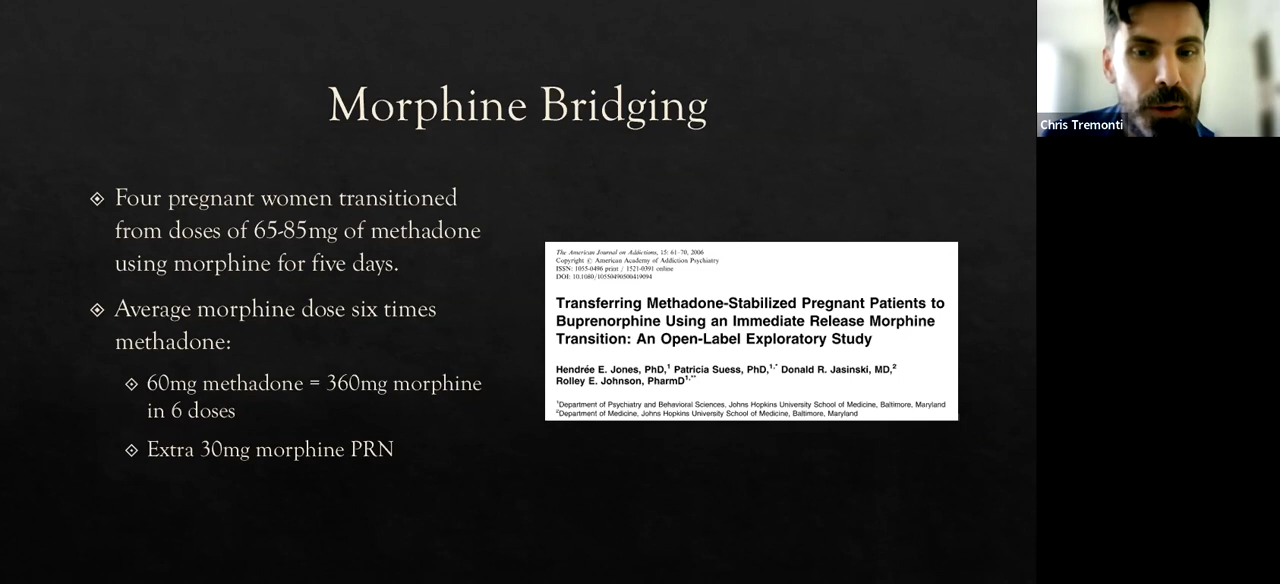 Morphine Bridging
Four pregnant women transitioned
from doses of 65-85mg of methadone
using morphine for five days.
Average morphine dose six times
methadone:
60mg methadone = 360mg morphine
in 6 doses
Extra 30mg morphine PRN
The American Journal on Addictions, 15: 61–70, 2006
Copyright © American Academy of Addiction Psychiatry
ISSN: 1055-0496 print / 1521-0391 online
DOI: 10.1080/10550490500419094
Transferring Methadone-Stabilized Pregnant Patients to
Buprenorphine Using an Immediate Release Morphine
Transition: An Open-Label Exploratory Study
Hendrée E. Jones, PhD,1 Patricia Suess, PhD,1,* Donald R. Jasinski, MD,2
Rolley E. Johnson, PharmD1,**
1Department of Psychiatry and Behavioral Sciences, Johns Hopkins University School of Medicine, Baltimore, Maryland
2Department of Medicine, Johns Hopkins University School of Medicine, Baltimore, Maryland
Chris Tremonti